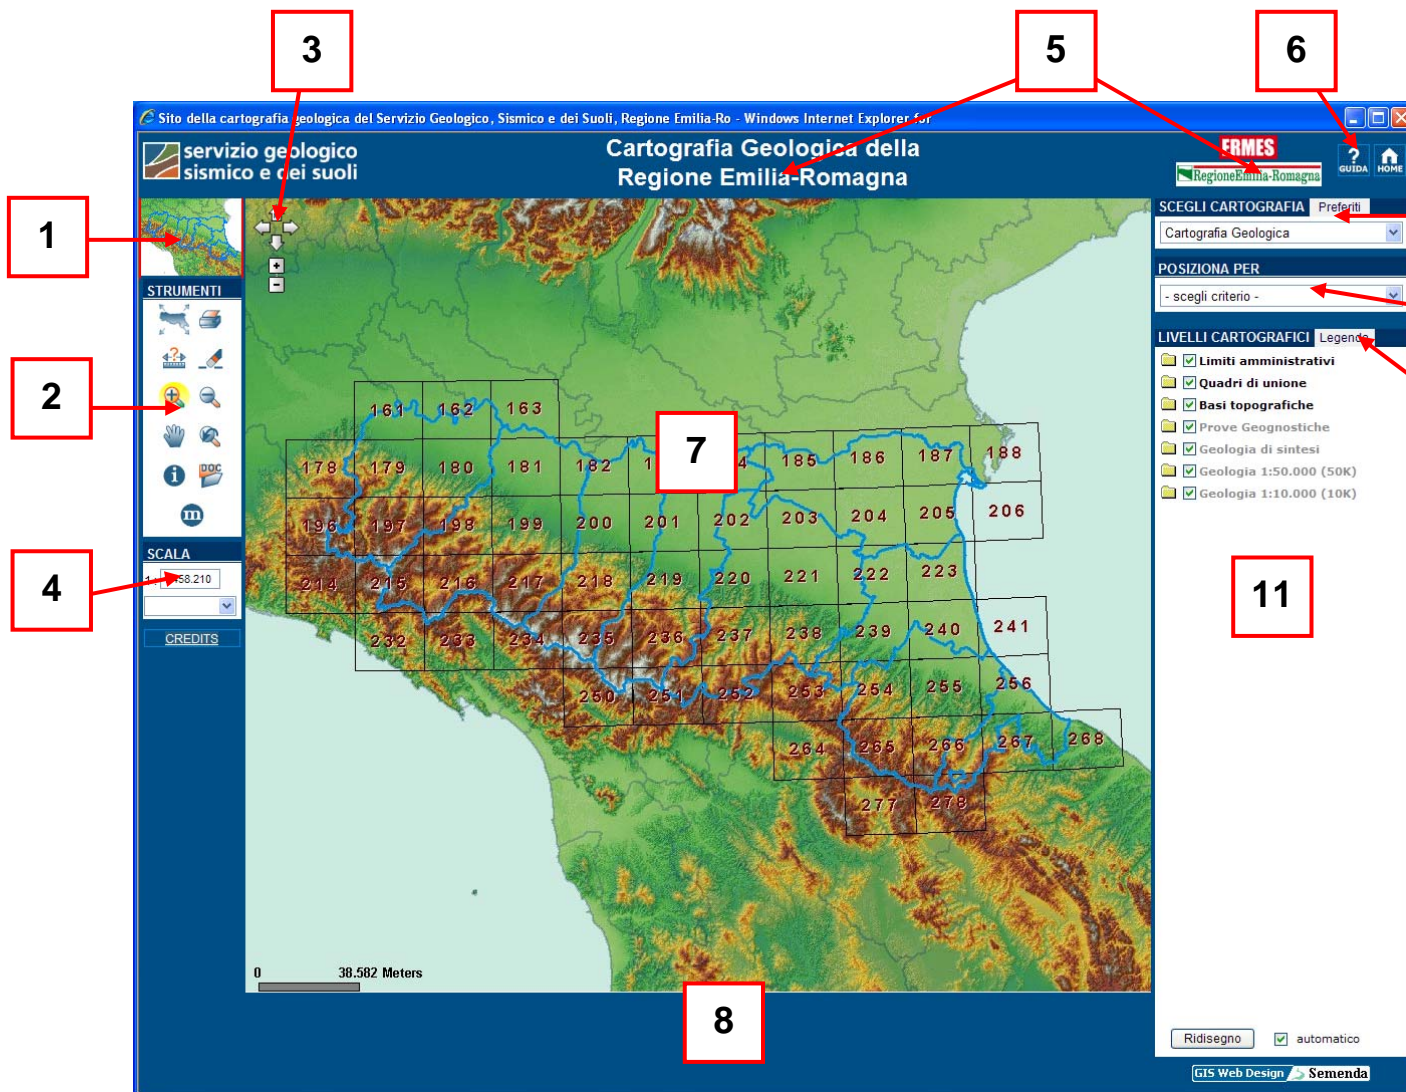 3
5
6
Sito della cartografia geologica del Servizio Geologico, Sismico e dei Suoli, Regione Emilia-Ro - Windows Internet Explorer for
servizio geologico
sismico e dei suoli
Cartografia Geologica della
Regione Emilia-Romagna
ERMES
RegioneEmilia-Romagna
?
GUIDA
HOME
1
SCEGLI CARTOGRAFIA Preferiti
Cartografia Geologica
POSIZIONA PER
- scegli criterio -
STRUMENTI
LIVELLI CARTOGRAFICI Legenda
Limiti amministrativi
Quadri di unione
Basi topografiche
Prove Geognostiche
Geologia di sintesi
Geologia 1:50.000 (50K)
Geologia 1:10.000 (10K)
2
DOC
i
m
161 162 163
7
178 179 180 181 182 185 186 187 188
196 197 198 199 200 201 202 203 204 205 206
214 215 216 217 218 219 220 221 222 223
232 233 234 235 236 237 238 239 240 241
250 251 252 253 254 255 256
264 265 266 267 268
277 278
4
SCALA
58.210
CREDITS
11
0 38.582 Meters
8
Ridisegno automatico
GIS Web Design Semenda